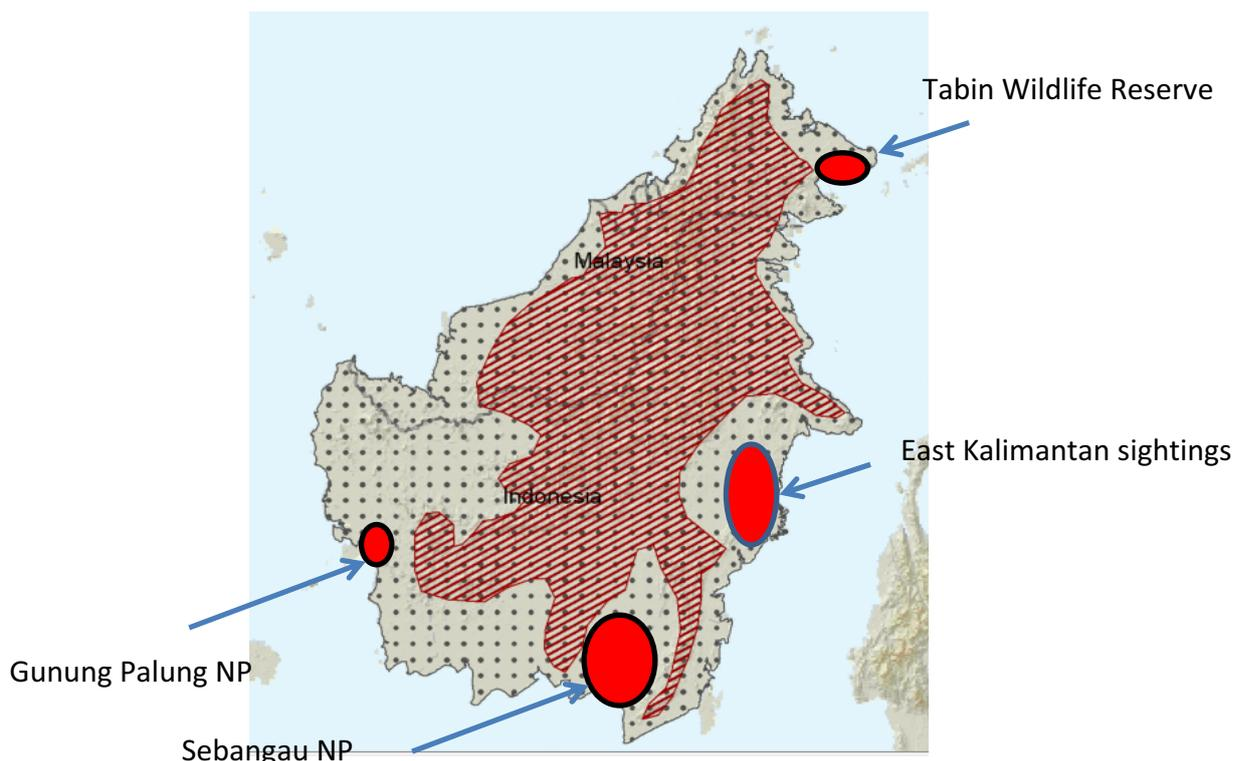 Tabin Wildlife Reserve
Malaysia
East Kalimantan sightings
Indonesia
Gunung Palung NP
Sebangau NP